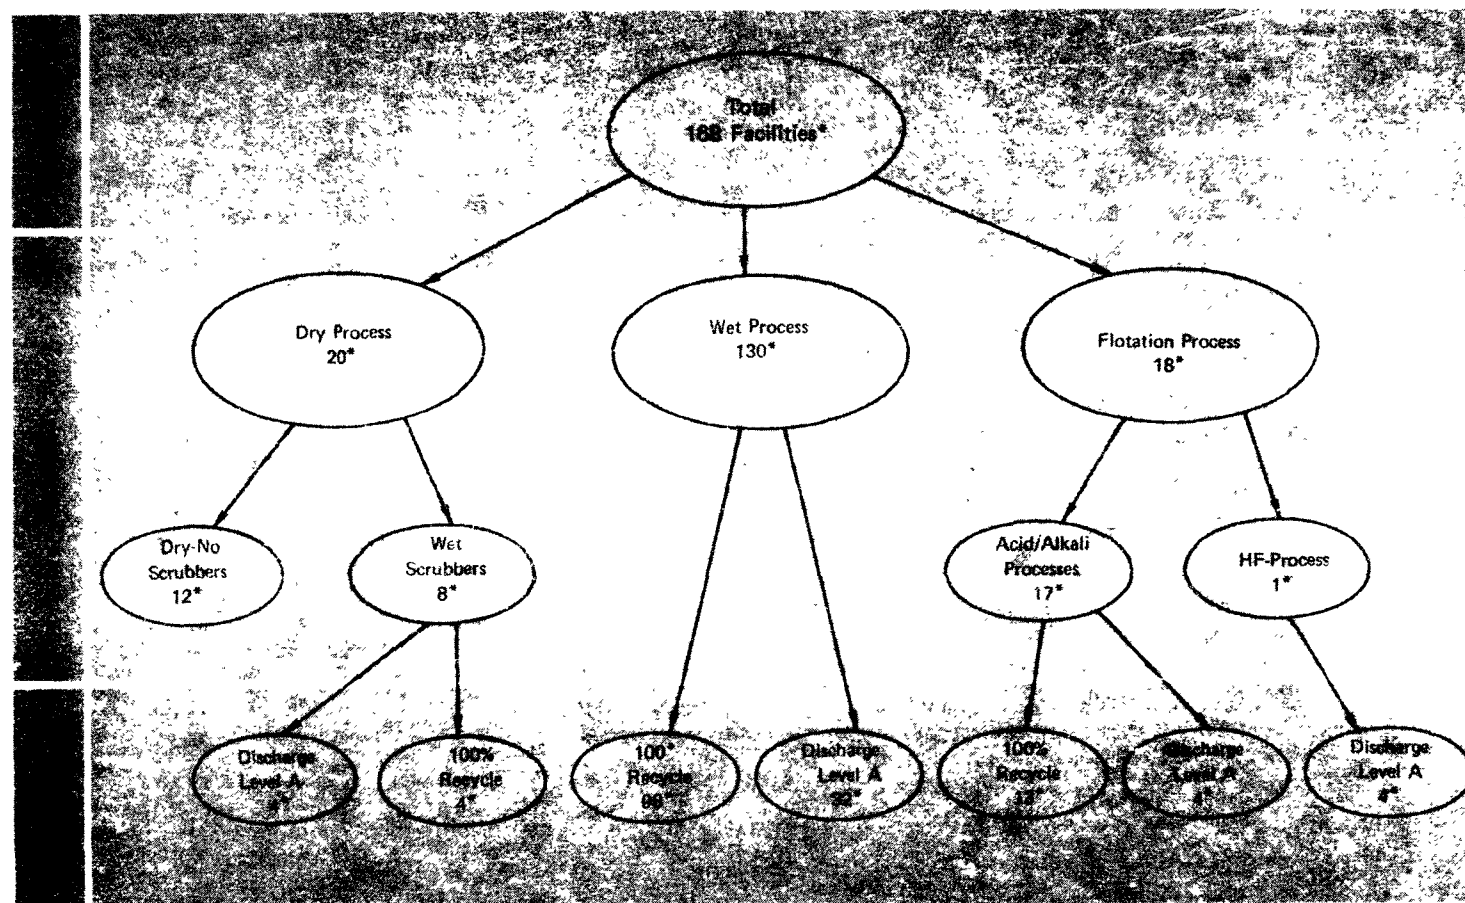 Total
168 Facilities*
Dry Process
20*
Wet Process
130*
Flotation Process
18*
Dry-No
Scrubbers
12*
Wet
Scrubbers
8*
Acid/Alkali
Processes
17*
HF-Process
1*
Discharge
Level A
100%
Recycle
4*
100*
Recycle
Discharge
Level A
32*
100%
Recycle
Discharge
Level A
4*
Discharge
Level A